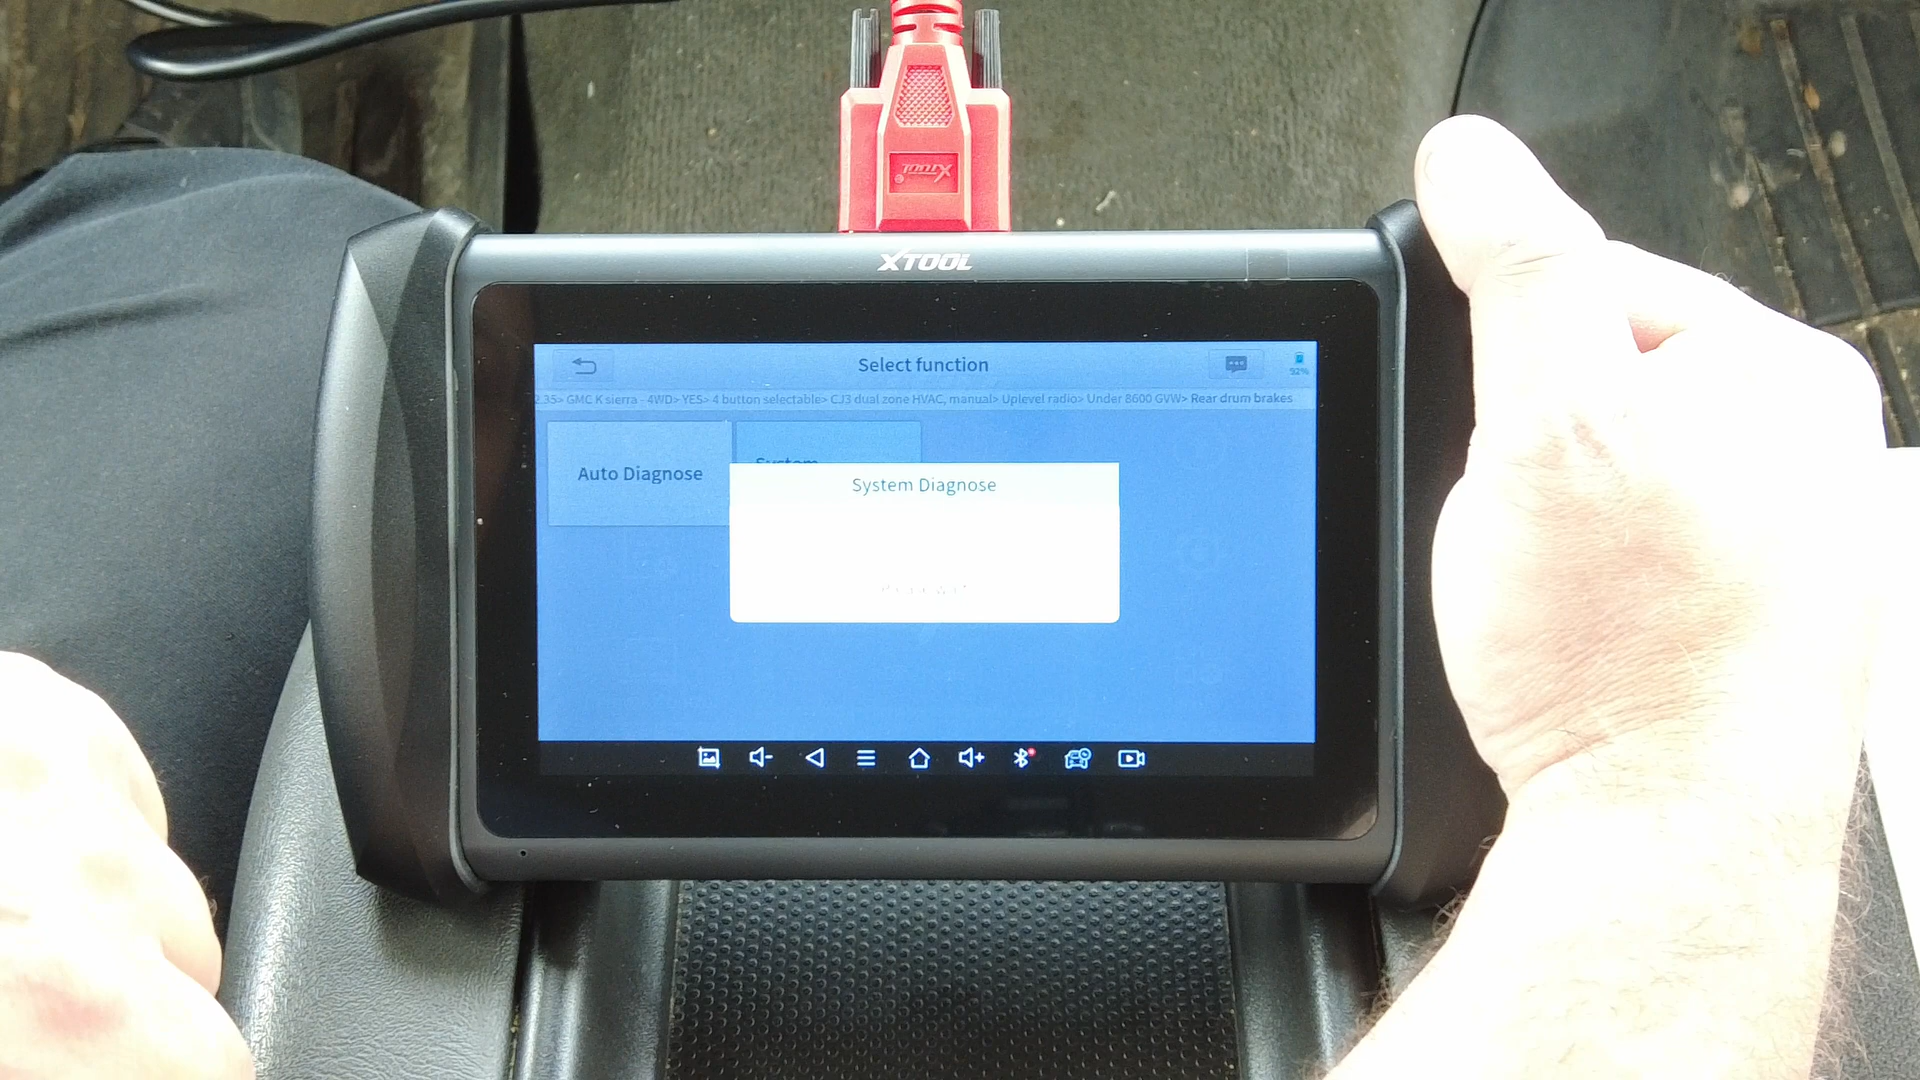 XTOOL
XTOOL
Select function
52%
2.35> GMC K sierra - 4WD> YES> 4 button selectable> CJ3 dual zone HVAC, manual> Uplevel radio> Under 8600 GVW> Rear drum brakes
Auto Diagnose
System
System Diagnose